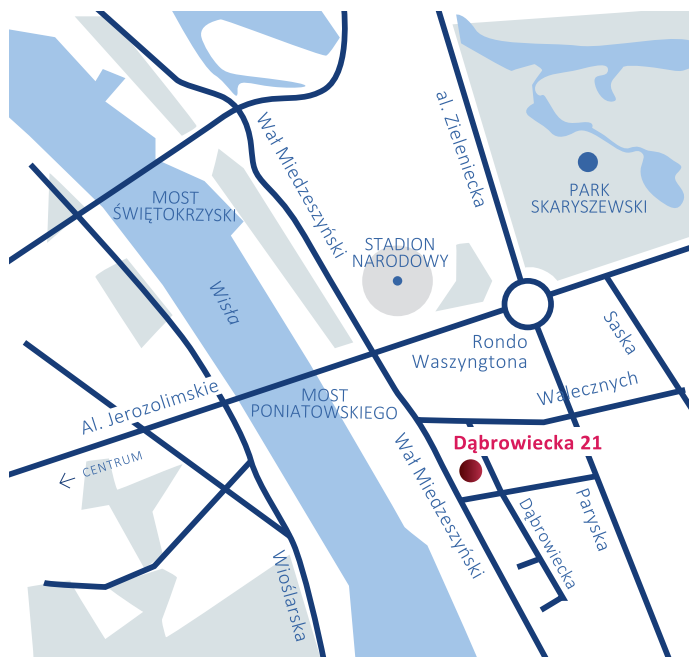 al. Zieleniecka
Wał Miedzeszyński
PARK
SKARYSZEWSKI
MOST
ŚWIĘTOKRZYSKI
STADION
NARODOWY
Wisła
Saska
Rondo
Waszyngtona
Walecznych
MOST
PONIATOWSKIEGO
Al. Jerozolimskie
← CENTRUM
Dąbrowiecka 21
Wał Miedzeszyński
Dąbrowiecka
Paryska
Wioślarska